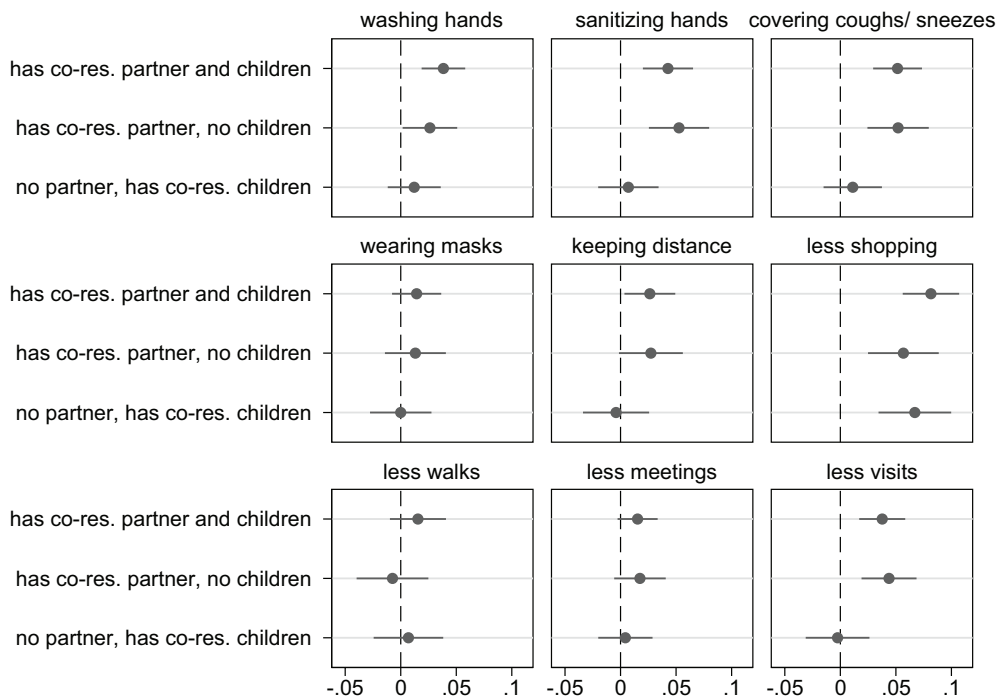 washing hands sanitizing hands covering coughs/ sneezes
has co-res. partner and children
has co-res. partner, no children
no partner, has co-res. children
wearing masks keeping distance less shopping
has co-res. partner and children
has co-res. partner, no children
no partner, has co-res. children
less walks less meetings less visits
has co-res. partner and children
has co-res. partner, no children
no partner, has co-res. children
-.05 0 .05 .1 -.05 0 .05 .1 -.05 0 .05 .1